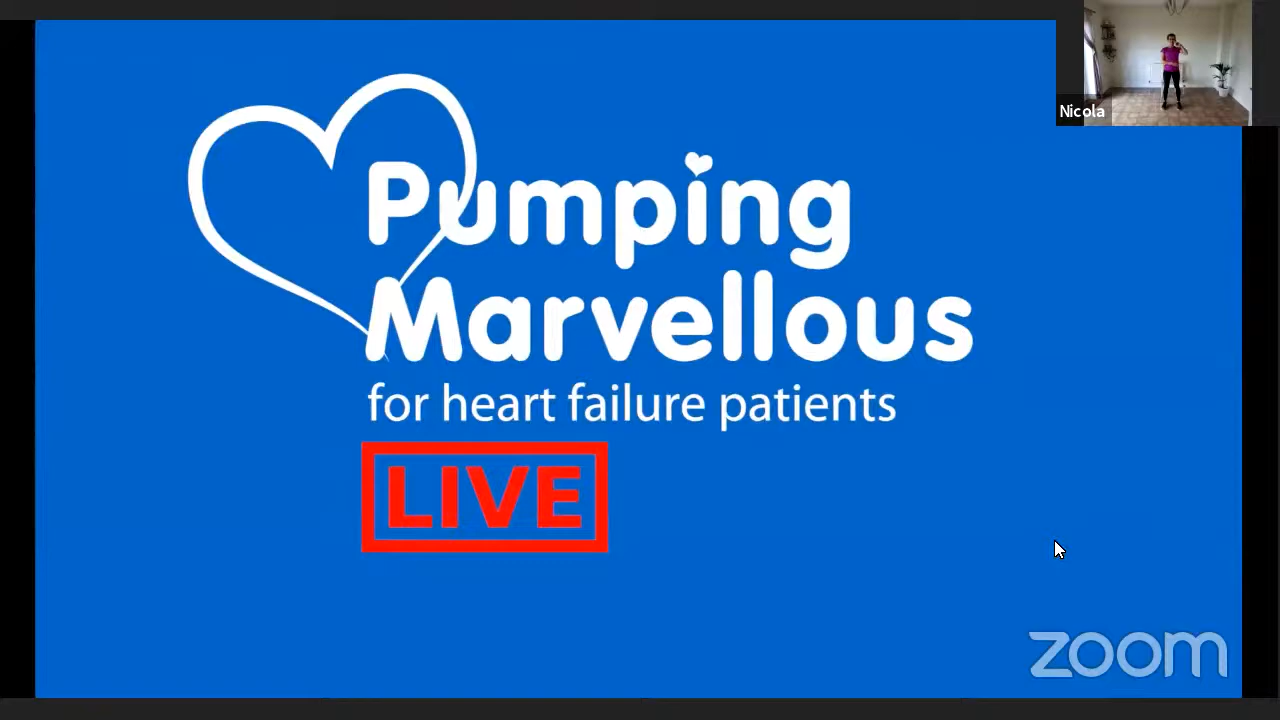 Nicola
Pumping
Marvellous
for heart failure patients
LIVE
zoom